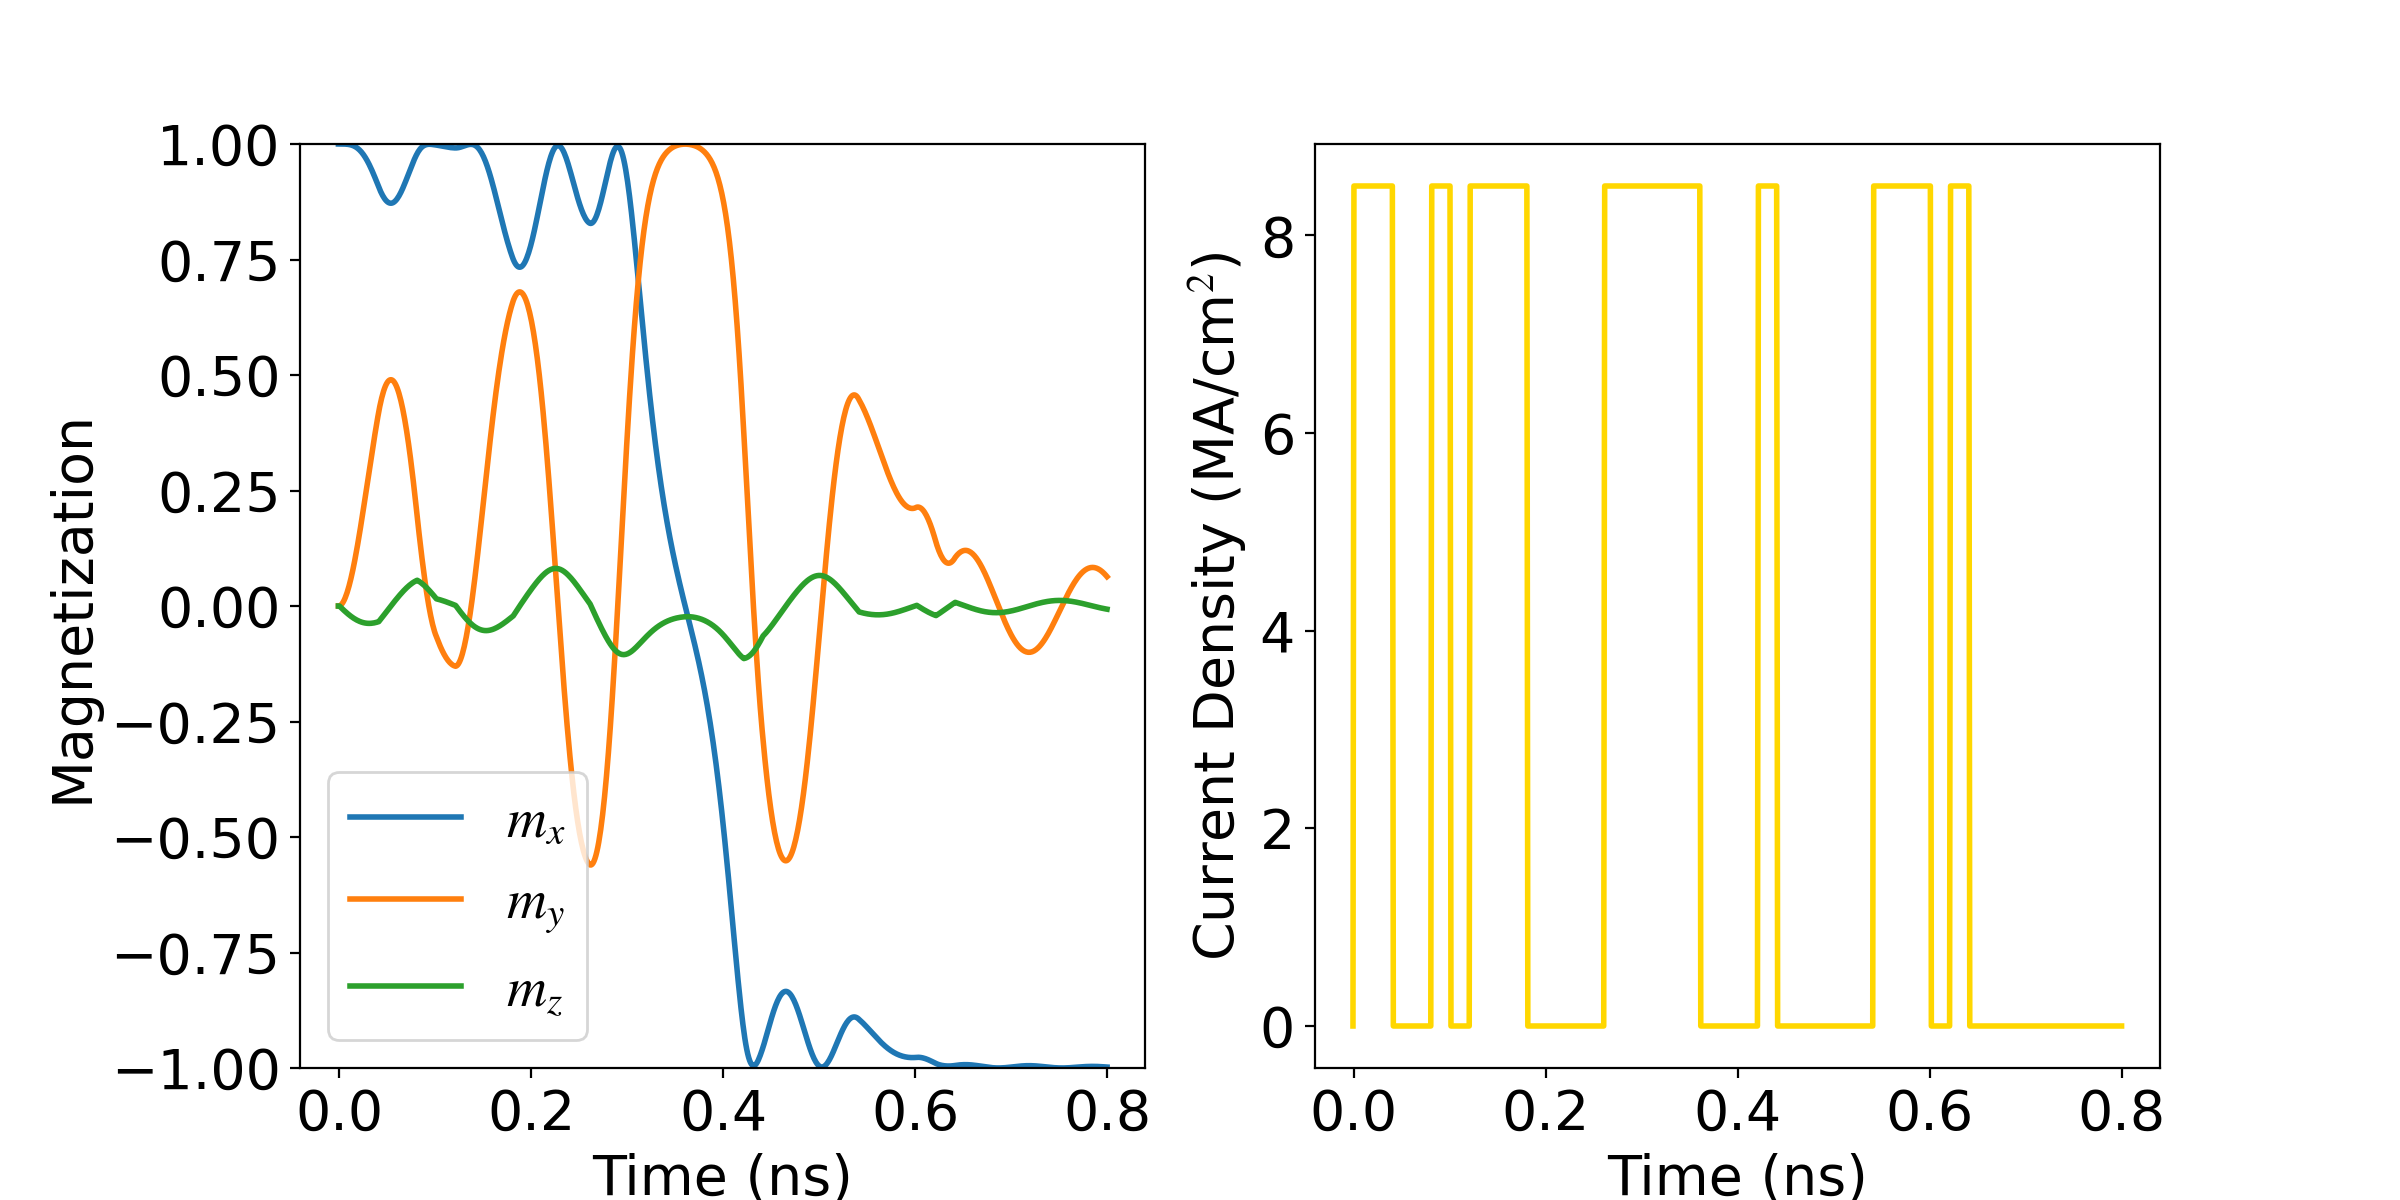 Magnetization
1.00
0.75
0.50
0.25
0.00
−0.25
−0.50
−0.75
−1.00
m_x
m_y
m_z
0.0 0.2 0.4 0.6 0.8
Time (ns)
Current Density (MA/cm²)
8
6
4
2
0
0.0 0.2 0.4 0.6 0.8
Time (ns)